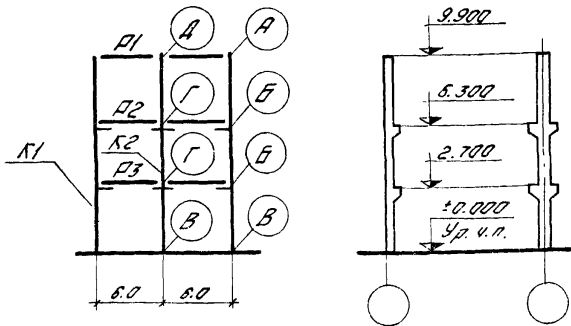 Р1
Д
А
Р2
Г
Б
К1
К2
Р3
Г
Б
В
В
6.0
6.0
9.900
6.300
2.700
±0.000
Ур. ч.п.